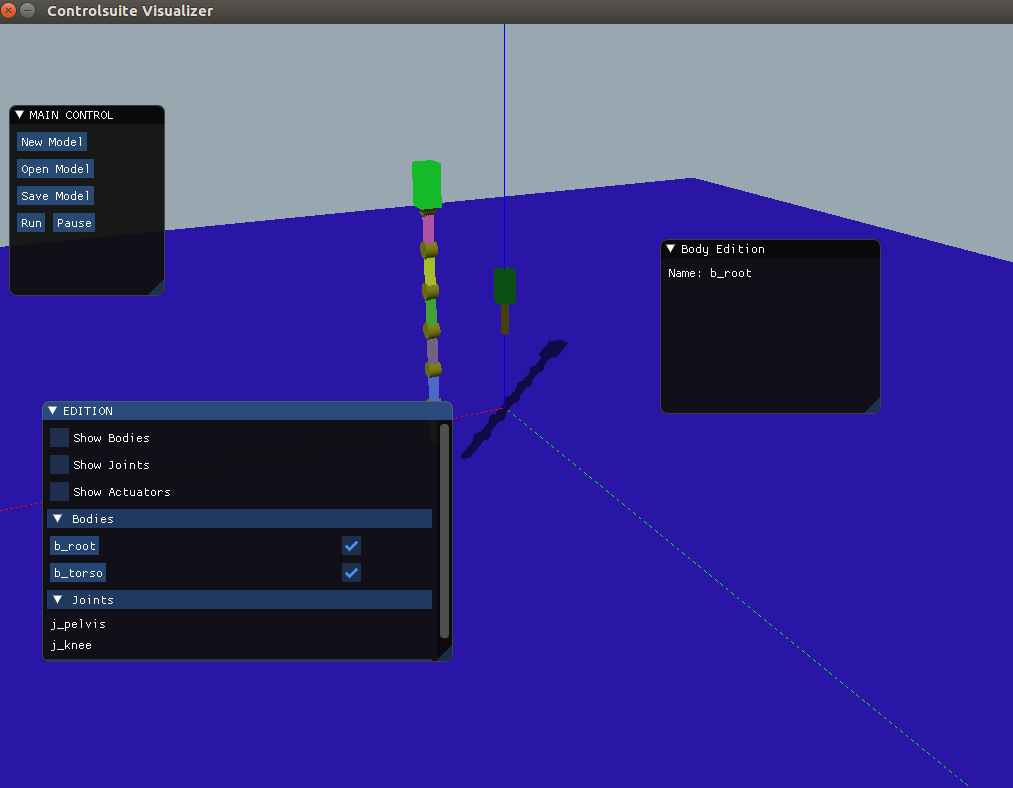 Controlsuite Visualizer
MAIN CONTROL
New Model
Open Model
Save Model
Run Pause
Body Edition
Name: b_root
EDITION
Show Bodies
Show Joints
Show Actuators
Bodies
b_root
b_torso
Joints
j_pelvis
j_knee